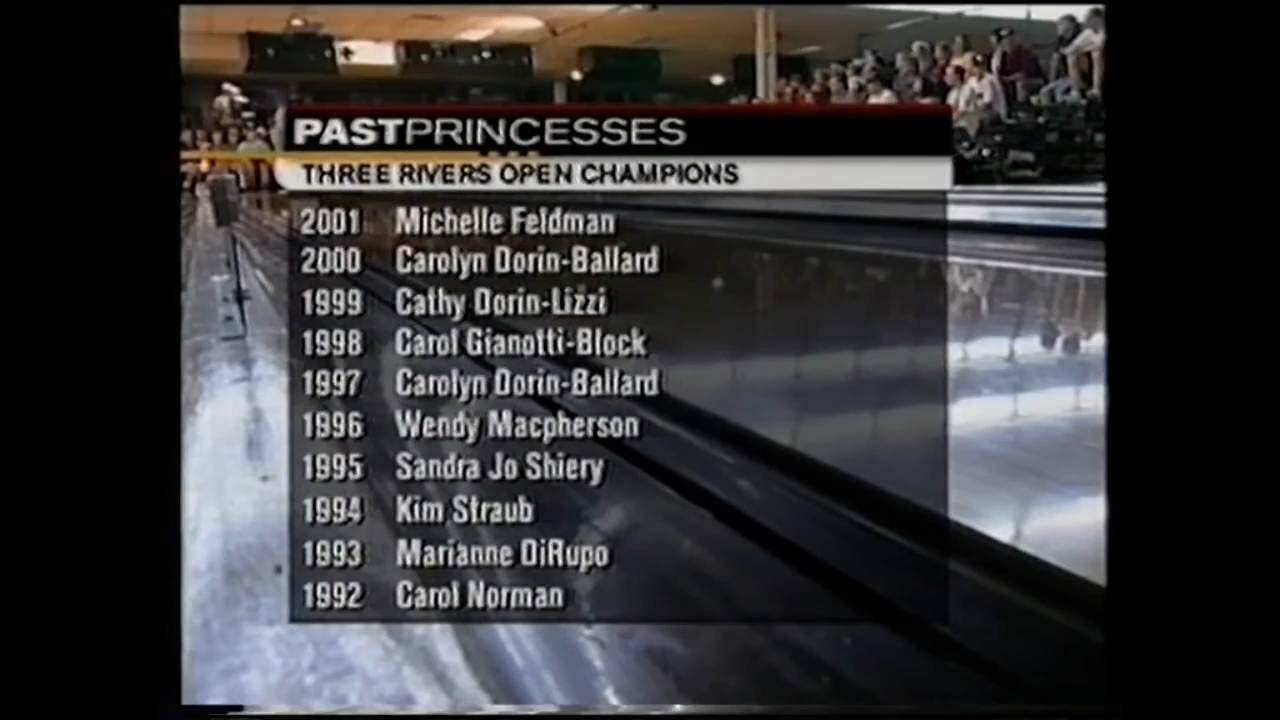 PASTPRINCESSES
THREE RIVERS OPEN CHAMPIONS
2001 Michelle Feldman
2000 Carolyn Dorin-Ballard
1999 Cathy Dorin-Lizzi
1998 Carol Gianotti-Block
1997 Carolyn Dorin-Ballard
1996 Wendy Macpherson
1995 Sandra Jo Shiery
1994 Kim Straub
1993 Marianne DiRupo
1992 Carol Norman